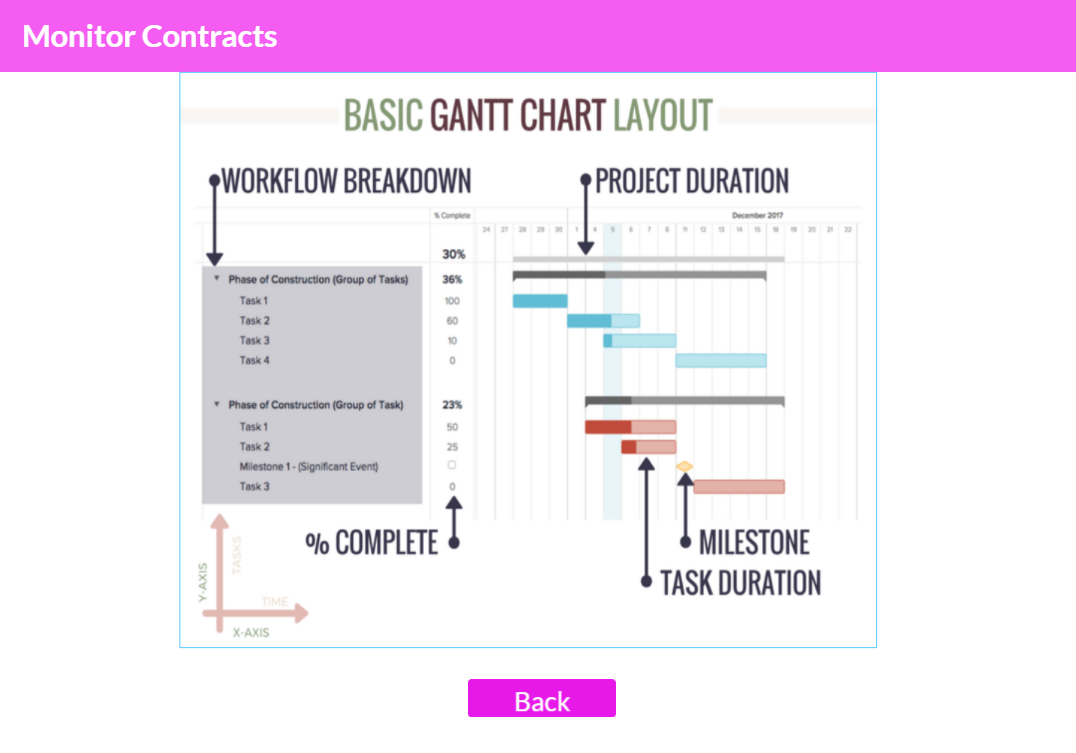 Monitor Contracts
BASIC GANTT CHART LAYOUT
WORKFLOW BREAKDOWN PROJECT DURATION
% Complete December 2017
24 27 28 29 30 1 4 5 6 7 8 11 12 13 14 15 18 19 20 21 22
30%
Phase of Construction (Group of Tasks) 36%
Task 1 100
Task 2 60
Task 3 10
Task 4 0
Phase of Construction (Group of Task) 23%
Task 1 50
Task 2 25
Milestone 1 - (Significant Event)
Task 3 0
% COMPLETE MILESTONE
TASK DURATION
Y-AXIS
TASKS
TIME
X-AXIS
Back